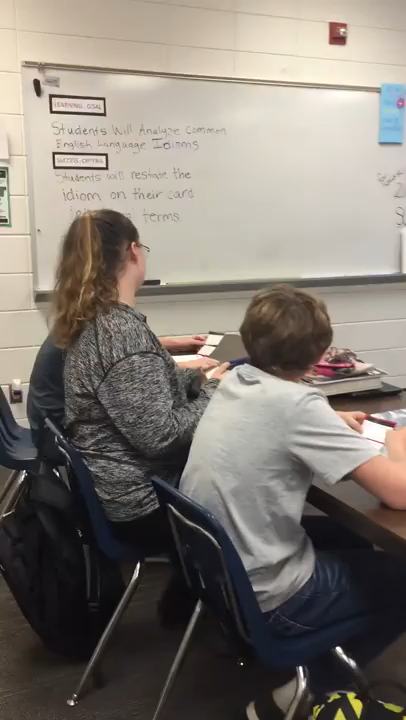 LEARNING GOAL
Students Will Analyze Common
English Language Idioms
SUCCESS CRITERIA
Students will restate the
idiom on their card
terms